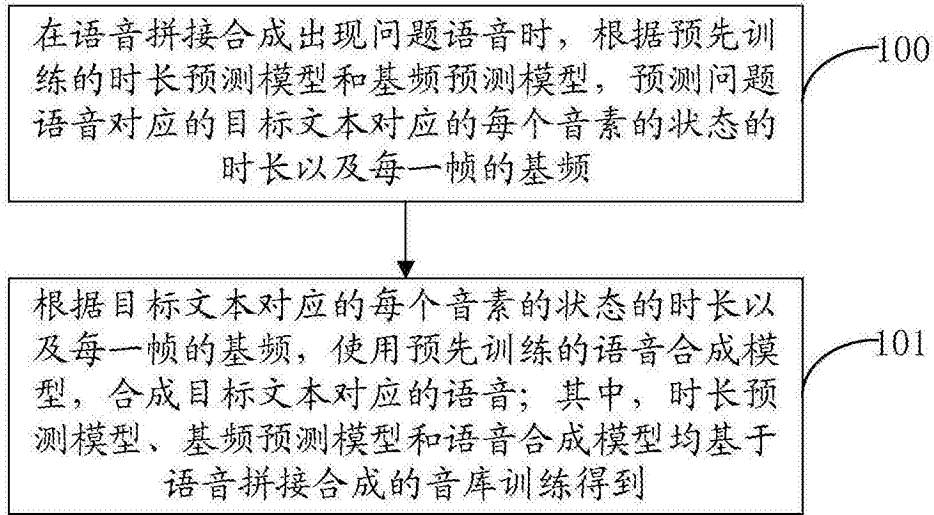 在语音拼接合成出现问题语音时，根据预先训
练的时长预测模型和基频预测模型，预测问题
语音对应的目标文本对应的每个音素的状态的
时长以及每一帧的基频
100
根据目标文本对应的每个音素的状态的时长以
及每一帧的基频，使用预先训练的语音合成模
型，合成目标文本对应的语音；其中，时长预
测模型、基频预测模型和语音合成模型均基于
语音拼接合成的音库训练得到
101